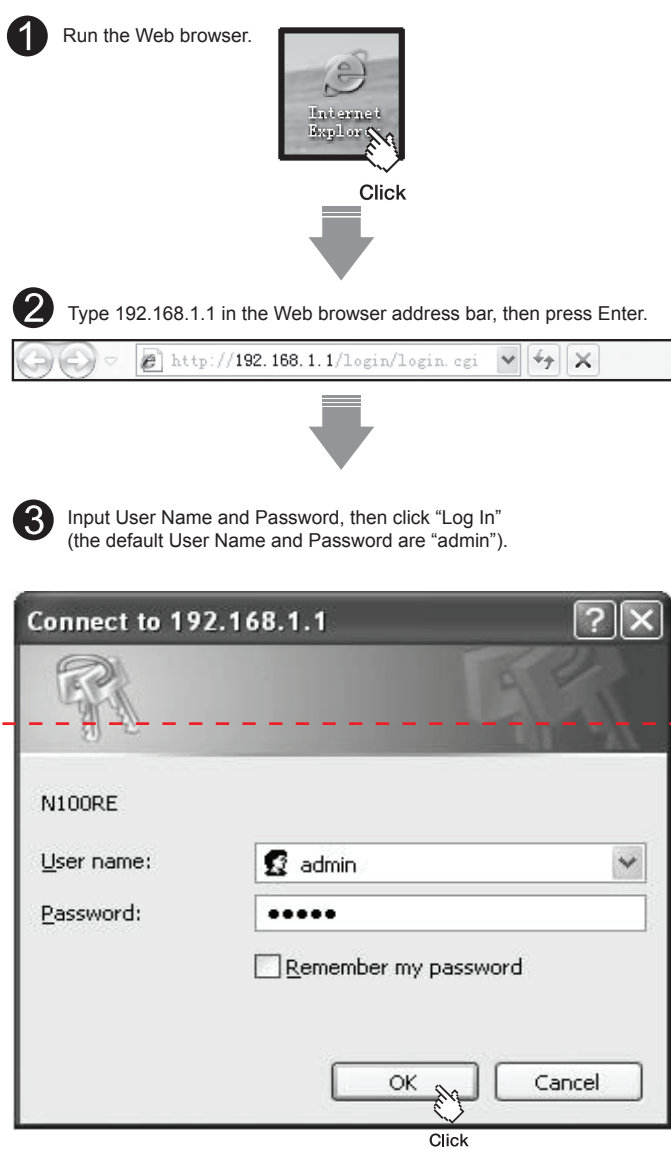 1 Run the Web browser.
Internet
Explorer
Click
2 Type 192.168.1.1 in the Web browser address bar, then press Enter.
http://192.168.1.1/login/login.cgi
3 Input User Name and Password, then click “Log In”
(the default User Name and Password are “admin”).
Connect to 192.168.1.1
N100RE
User name: admin
Password: •••••
Remember my password
OK Cancel
Click